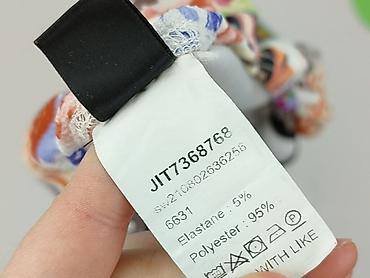 JIT7368768
sw210802636256
6631
Elastane : 5%
Polyester : 95%
WITH LIKE